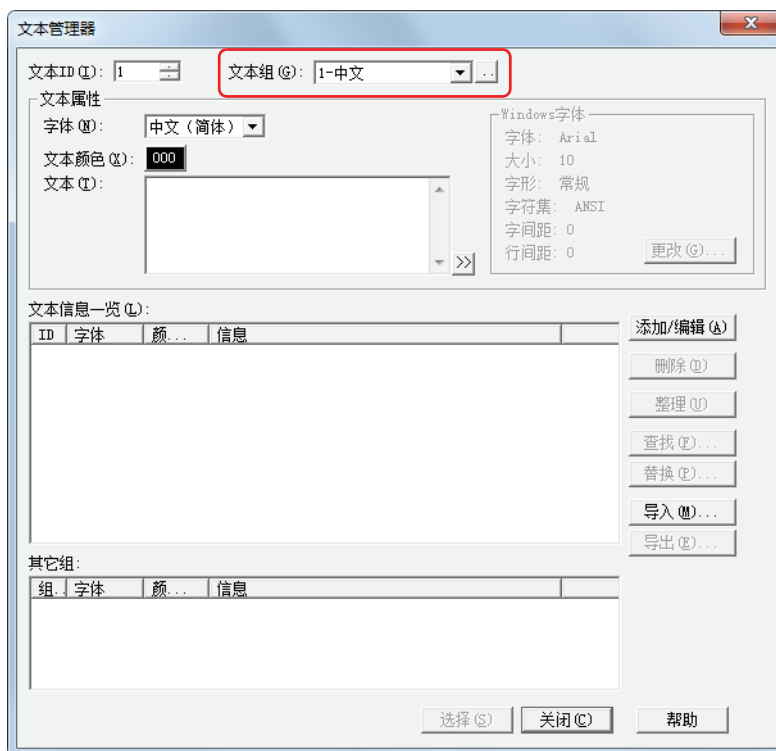 文本管理器
文本ID(I): 1 文本组(G): 1-中文 ..
文本属性
字体(N): 中文（简体）
文本颜色(X): 000
文本(T):
>>
Windows字体
字体: Arial
大小: 10
字形: 常规
字符集: ANSI
字间距: 0
行间距: 0
更改(G)...
文本信息一览(L):
ID 字体 颜... 信息
添加/编辑(A)
删除(D)
整理(U)
查找(F)...
替换(P)...
导入(M)...
导出(E)...
其它组:
组.. 字体 颜... 信息
选择(S) 关闭(C) 帮助